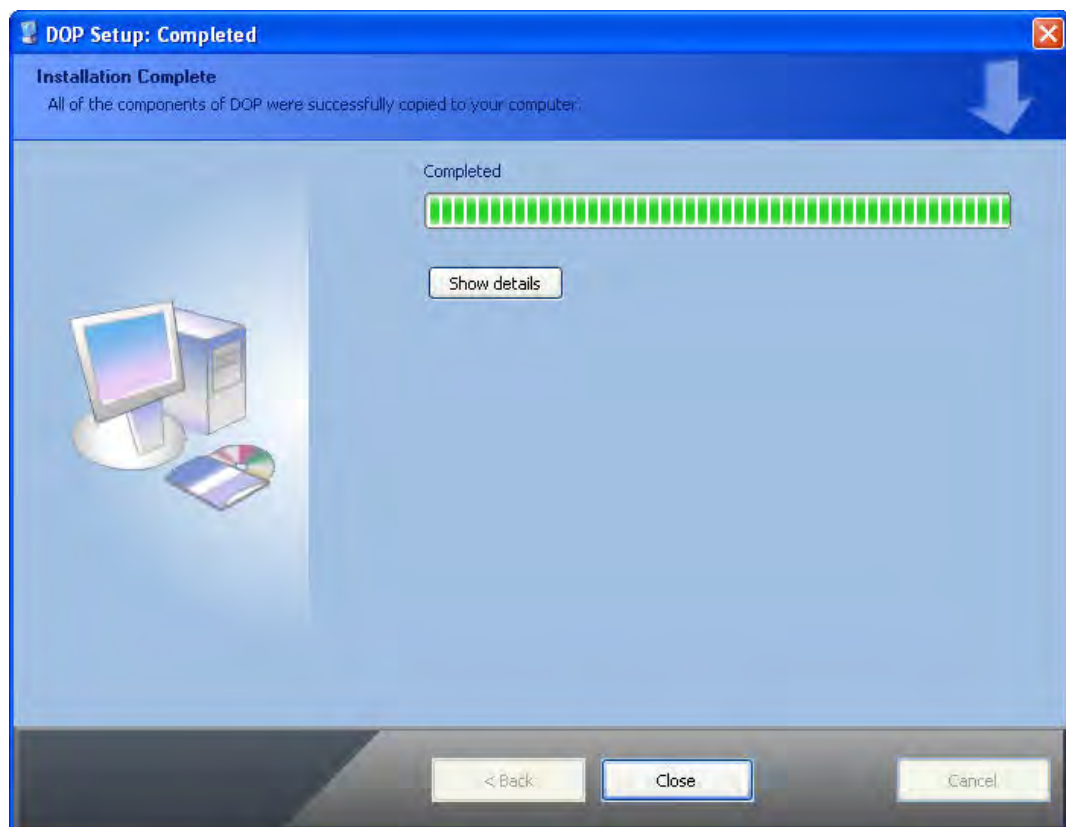 DOP Setup: Completed
Installation Complete
All of the components of DOP were successfully copied to your computer.
Completed
Show details
< Back
Close
Cancel